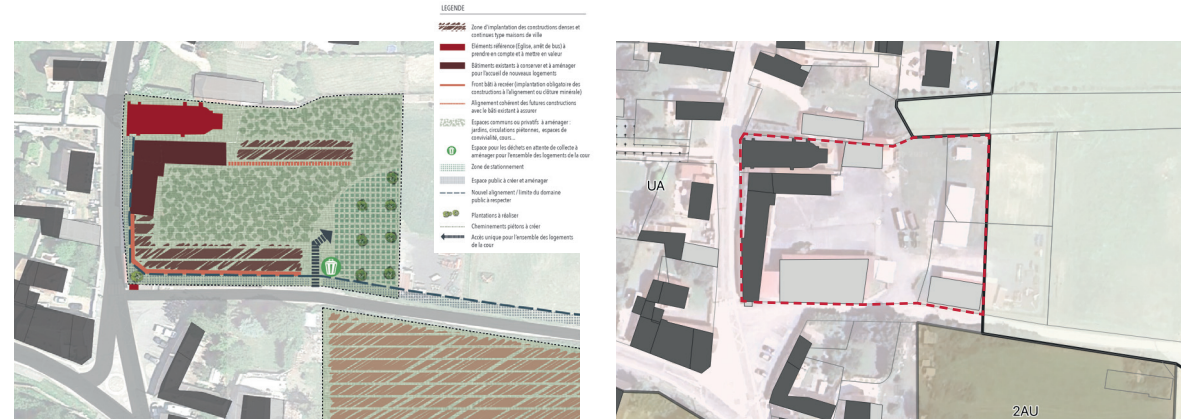 LEGENDE
Zone d'implantation des constructions denses et
continues type maisons de ville
Eléments référence (Eglise, arrêt de bus) à
prendre en compte et à mettre en valeur
Bâtiments existants à conserver et à aménager
pour l'accueil de nouveaux logements
Front bâti à recréer (implantation obligatoire des
constructions à l'alignement ou clôture minérale)
Alignement cohérent des futures constructions
avec le bâti existant à assurer
Espaces communs ou privatifs à aménager :
jardins, circulations piétonnes, espaces de
convivialité, cours...
Espace pour les déchets en attente de collecte à
aménager pour l'ensemble des logements de la cour
Zone de stationnement
Espace public à créer et aménager
Nouvel alignement / limite du domaine
public à respecter
Plantations à réaliser
Cheminements piétons à créer
Accès unique pour l'ensemble des logements
de la cour
UA
2AU